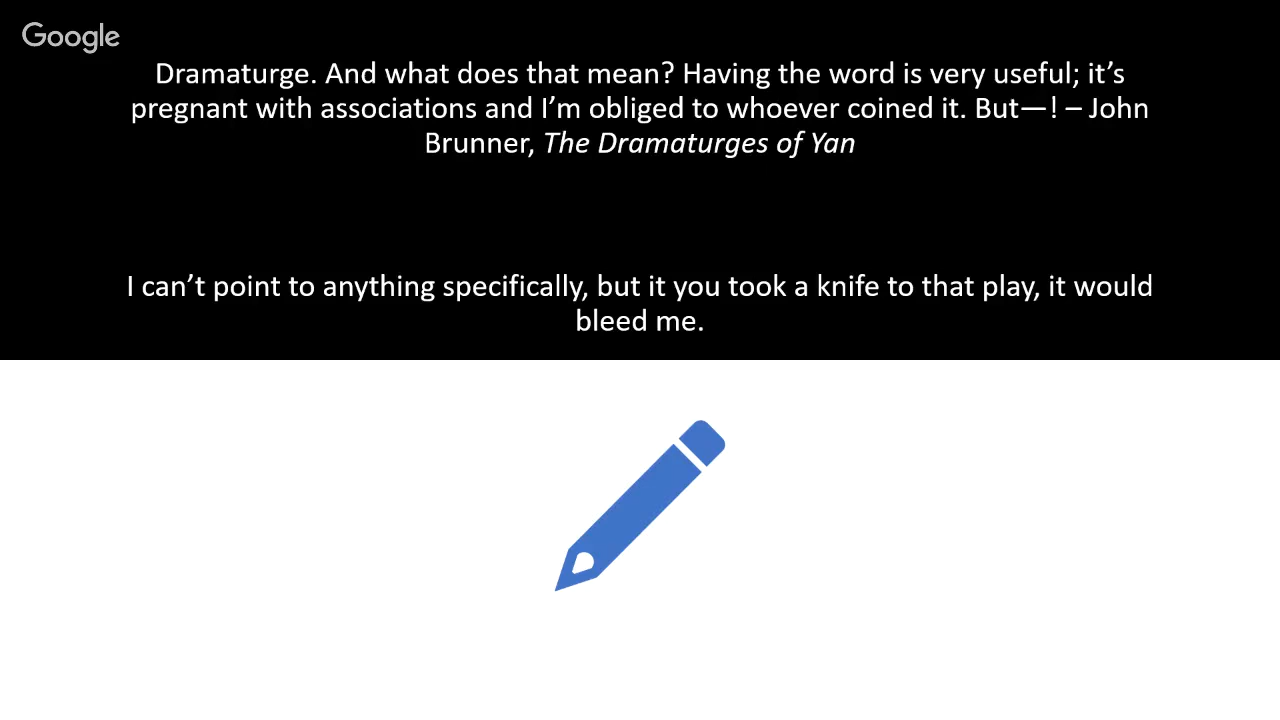 Google
Dramaturge. And what does that mean? Having the word is very useful; it’s
pregnant with associations and I’m obliged to whoever coined it. But—! – John
Brunner, The Dramaturges of Yan
I can’t point to anything specifically, but it you took a knife to that play, it would
bleed me.